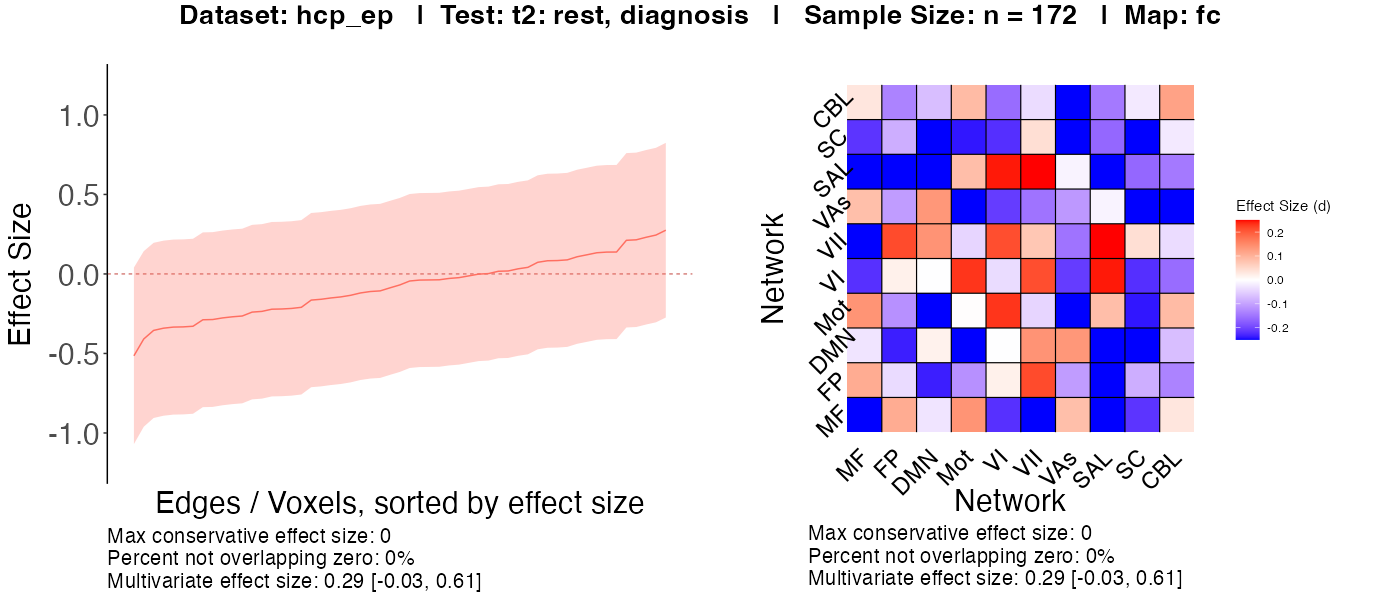 Dataset: hcp_ep | Test: t2: rest, diagnosis | Sample Size: n = 172 | Map: fc
Effect Size
1.0
0.5
0.0
-0.5
-1.0
Edges / Voxels, sorted by effect size
Max conservative effect size: 0
Percent not overlapping zero: 0%
Multivariate effect size: 0.29 [-0.03, 0.61]
Network
CBL
SC
SAL
VAs
VII
VI
Mot
DMN
FP
MF
MF
FP
DMN
Mot
VI
VII
VAs
SAL
SC
CBL
Network
Max conservative effect size: 0
Percent not overlapping zero: 0%
Multivariate effect size: 0.29 [-0.03, 0.61]
Effect Size (d)
0.2
0.1
0.0
-0.1
-0.2